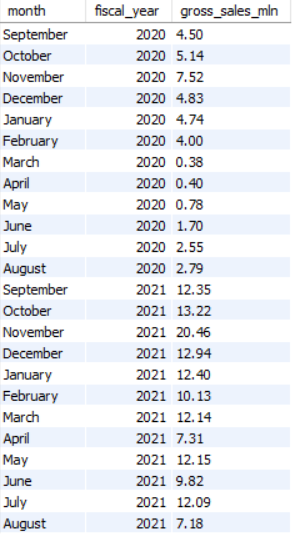 month fiscal_year gross_sales_mln
September 2020 4.50
October 2020 5.14
November 2020 7.52
December 2020 4.83
January 2020 4.74
February 2020 4.00
March 2020 0.38
April 2020 0.40
May 2020 0.78
June 2020 1.70
July 2020 2.55
August 2020 2.79
September 2021 12.35
October 2021 13.22
November 2021 20.46
December 2021 12.94
January 2021 12.40
February 2021 10.13
March 2021 12.14
April 2021 7.31
May 2021 12.15
June 2021 9.82
July 2021 12.09
August 2021 7.18